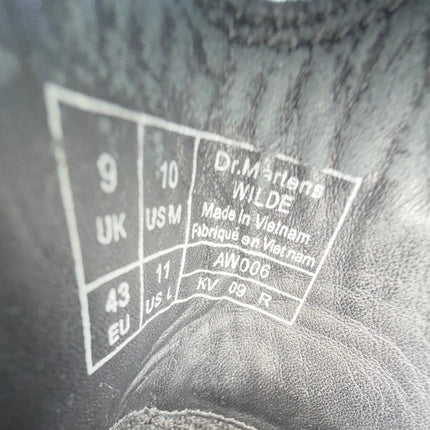 9
UK
43
EU
10
US M
11
US L
Dr.Martens
WILDE
Made in Vietnam
Fabriqué en Vietnam
AW006
KV 09 R